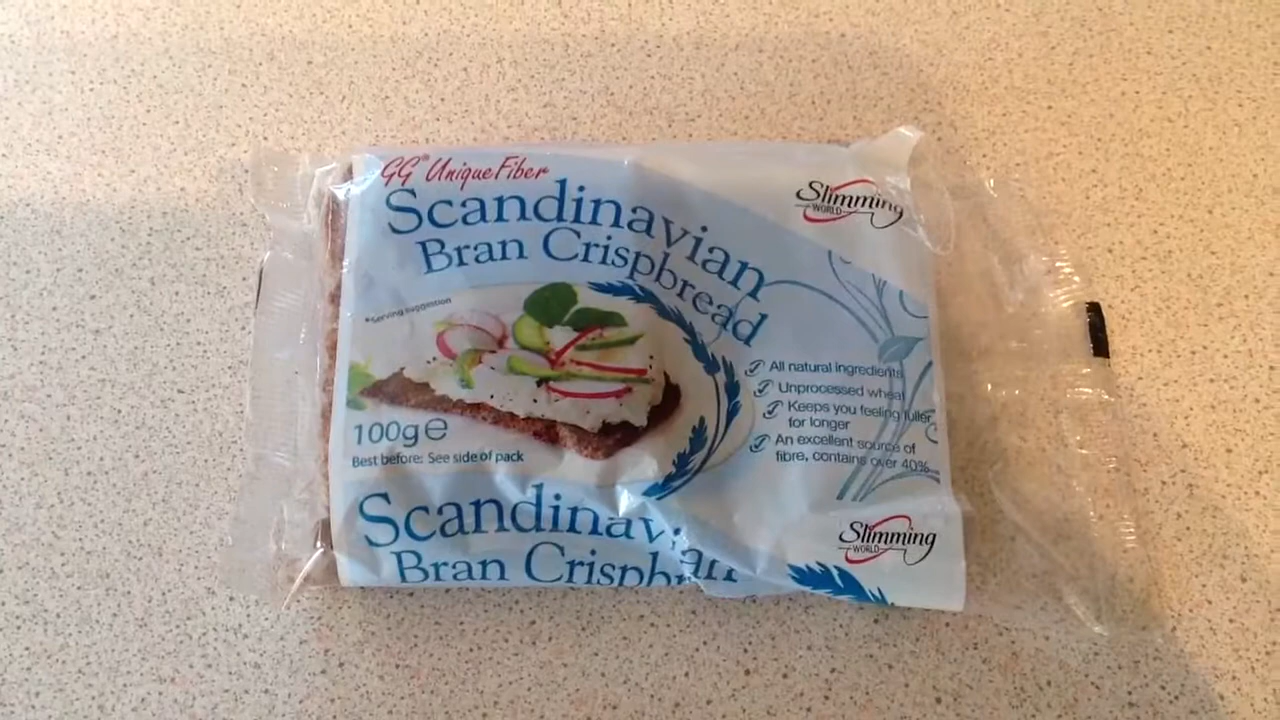 GG® Unique Fiber
Scandinavian
Bran Crispbread
Slimming
WORLD
*Serving suggestion
All natural ingredients
Unprocessed wheat
Keeps you feeling fuller
for longer
An excellent source of
fibre, contains over 40%
100g e
Best before: See side of pack
Scandinavian
Bran Crispbr
Slimming
WORLD